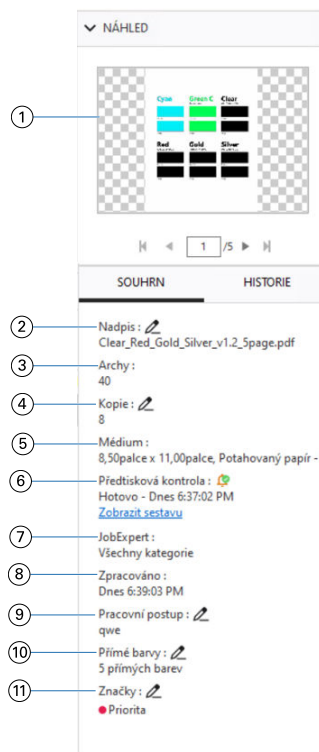 NÁHLED
1
Cyan Green C Clear
Red Gold Silver
1 /5
SOUHRN HISTORIE
2 Nadpis :
Clear_Red_Gold_Silver_v1.2_5page.pdf
3 Archy :
40
4 Kopie :
8
5 Médium :
8,50palce x 11,00palce, Potahovaný papír -
6 Předtisková kontrola :
Hotovo - Dnes 6:37:02 PM
Zobrazit sestavu
7 JobExpert :
Všechny kategorie
8 Zpracováno :
Dnes 6:39:03 PM
9 Pracovní postup :
qwe
10 Přímé barvy :
5 přímých barev
11 Značky :
Priorita